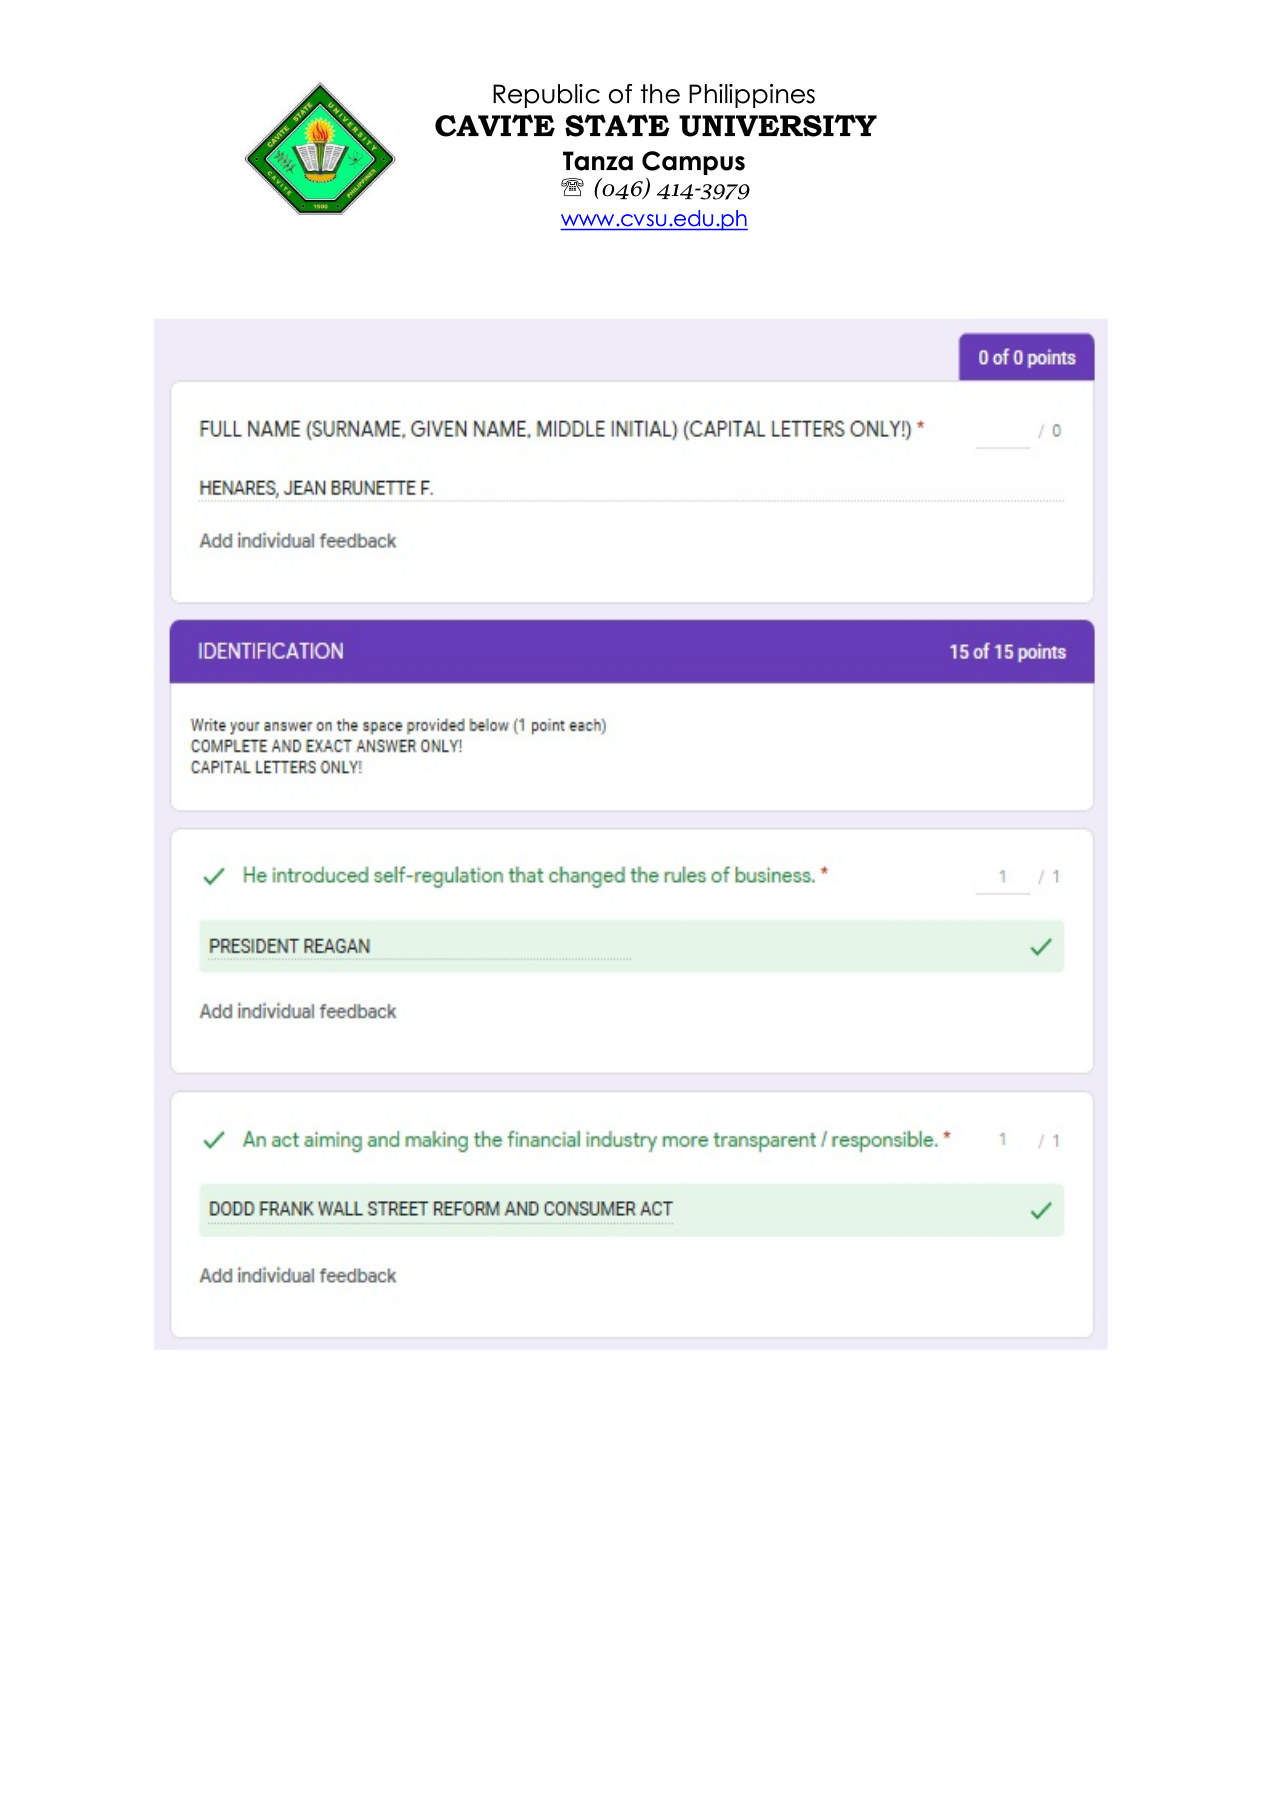 Republic of the Philippines
CAVITE STATE UNIVERSITY
Tanza Campus
☏ (046) 414-3979
www.cvsu.edu.ph
CAVITE STATE UNIVERSITY
CAVITE PHILIPPINES
1906
0 of 0 points
FULL NAME (SURNAME, GIVEN NAME, MIDDLE INITIAL) (CAPITAL LETTERS ONLY!) * / 0
HENARES, JEAN BRUNETTE F.
Add individual feedback
IDENTIFICATION 15 of 15 points
Write your answer on the space provided below (1 point each)
COMPLETE AND EXACT ANSWER ONLY!
CAPITAL LETTERS ONLY!
He introduced self-regulation that changed the rules of business. * 1 / 1
PRESIDENT REAGAN
Add individual feedback
An act aiming and making the financial industry more transparent / responsible. * 1 / 1
DODD FRANK WALL STREET REFORM AND CONSUMER ACT
Add individual feedback